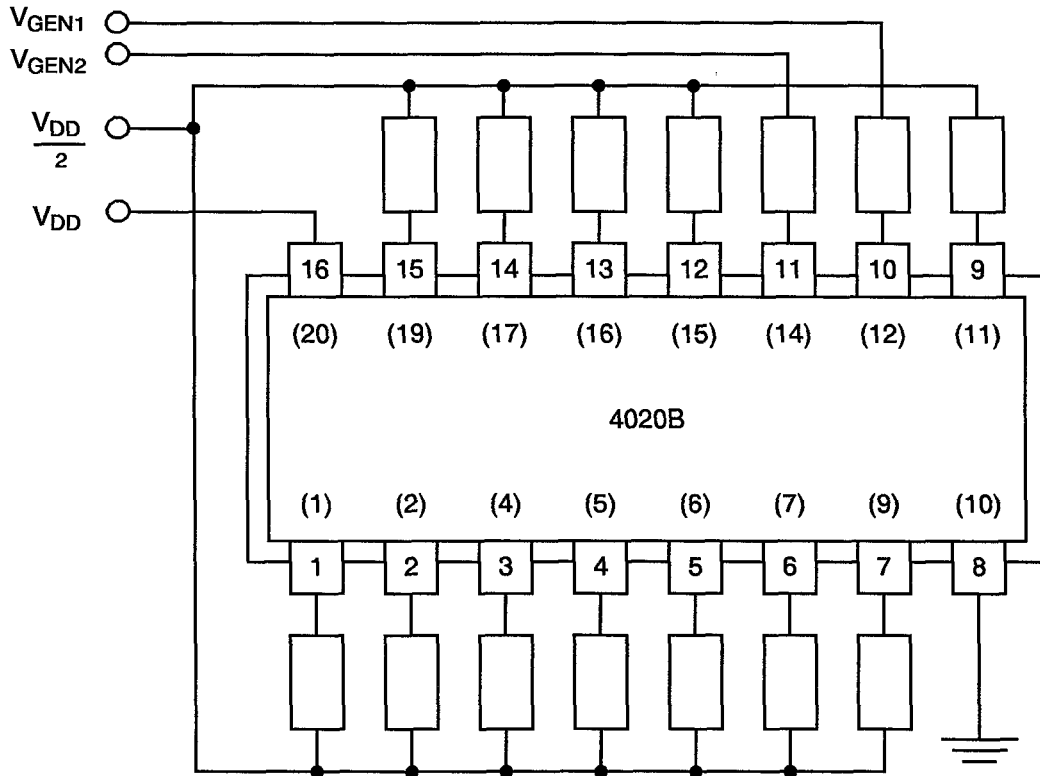 VGEN1
VGEN2
VDD
2
VDD
16 15 14 13 12 11 10 9
(20) (19) (17) (16) (15) (14) (12) (11)
4020B
(1) (2) (4) (5) (6) (7) (9) (10)
1 2 3 4 5 6 7 8